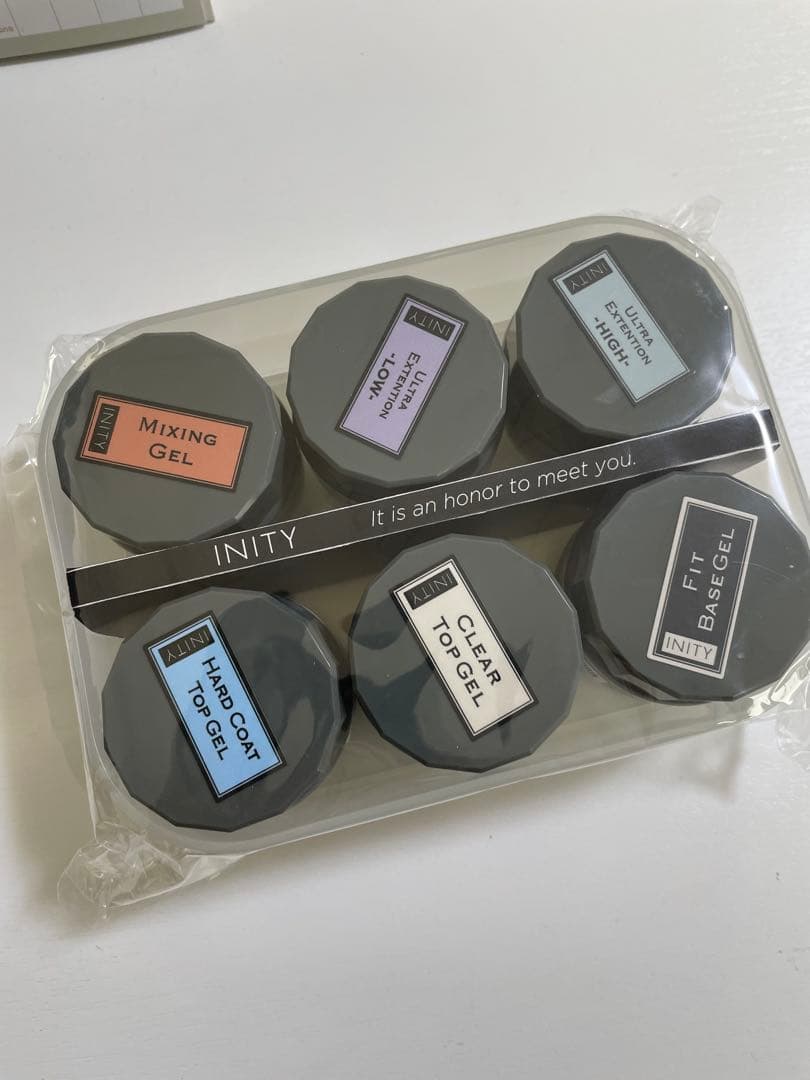 INITY
MIXING
GEL
INITY
ULTRA
EXTENTION
-LOW-
INITY
ULTRA
EXTENTION
-HIGH-
INITY It is an honor to meet you.
INITY
HARD COAT
TOP GEL
INITY
CLEAR
TOP GEL
INITY
FIT
BASE GEL